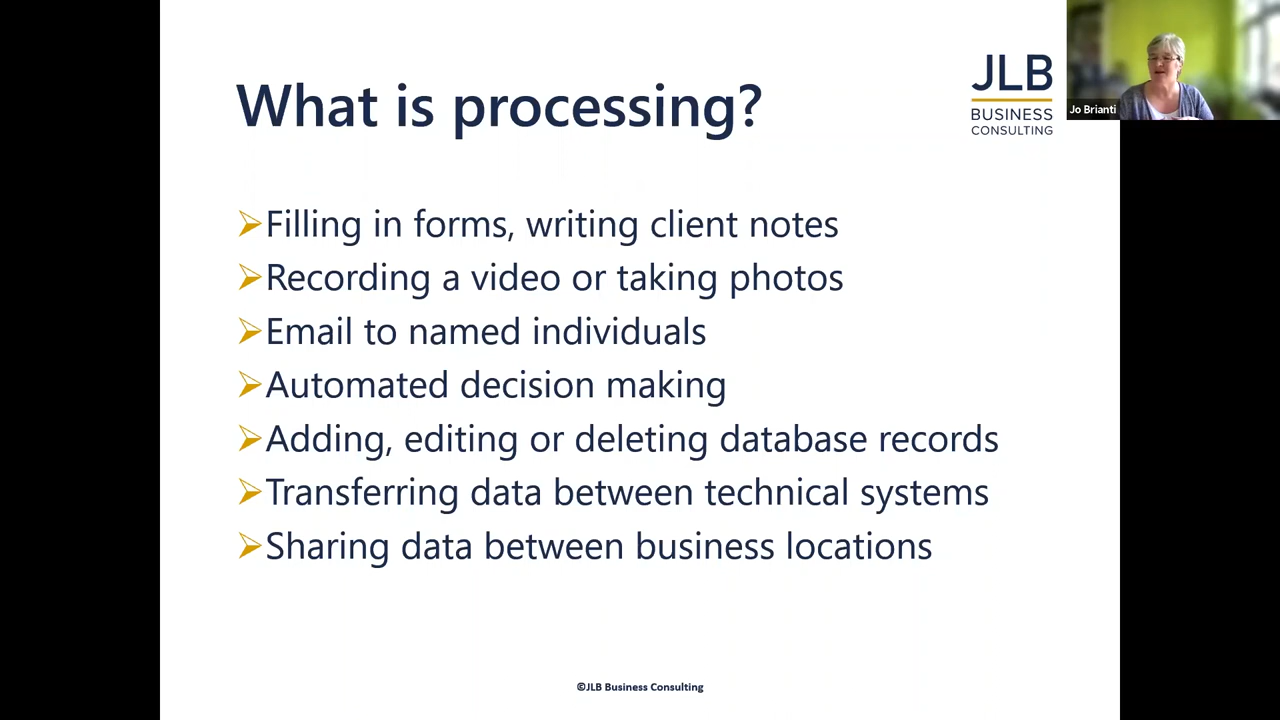 What is processing?
JLB
BUSINESS
CONSULTING
Jo Brianti
➢Filling in forms, writing client notes
➢Recording a video or taking photos
➢Email to named individuals
➢Automated decision making
➢Adding, editing or deleting database records
➢Transferring data between technical systems
➢Sharing data between business locations
©JLB Business Consulting